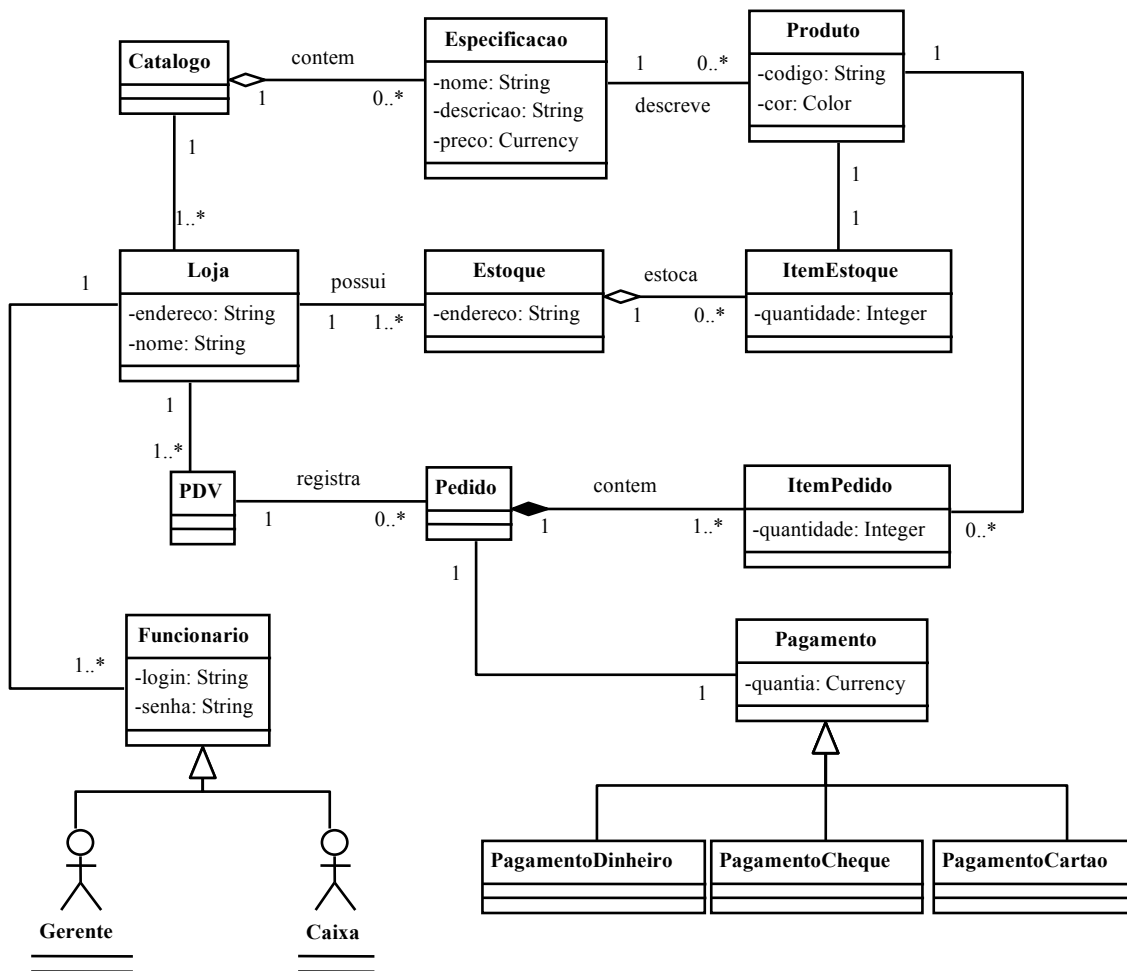 Catalogo
contem
1
0..*
Especificacao
-nome: String
-descricao: String
-preco: Currency
1
0..*
descreve
Produto
-codigo: String
-cor: Color
1
1
1..*
1
1
Loja
-endereco: String
-nome: String
1
possui
1
1..*
Estoque
-endereco: String
estoca
1
0..*
ItemEstoque
-quantidade: Integer
1
1..*
PDV
registra
1
0..*
Pedido
contem
1
1..*
ItemPedido
-quantidade: Integer
0..*
1
1
Funcionario
-login: String
-senha: String
1..*
Pagamento
-quantia: Currency
PagamentoDinheiro
PagamentoCheque
PagamentoCartao
Gerente
Caixa